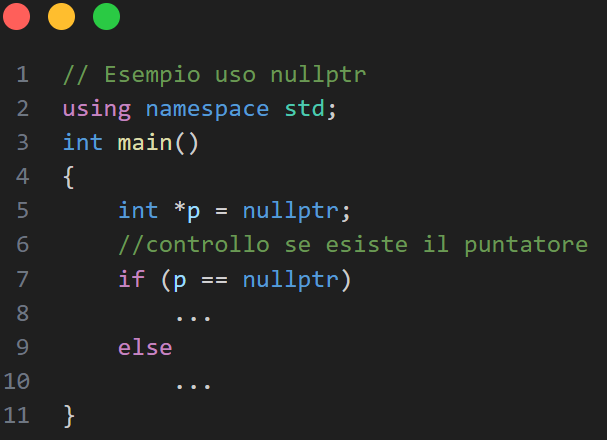 1 // Esempio uso nullptr
2 using namespace std;
3 int main()
4 {
5     int *p = nullptr;
6     //controllo se esiste il puntatore
7     if (p == nullptr)
8         ...
9     else
10         ...
11 }